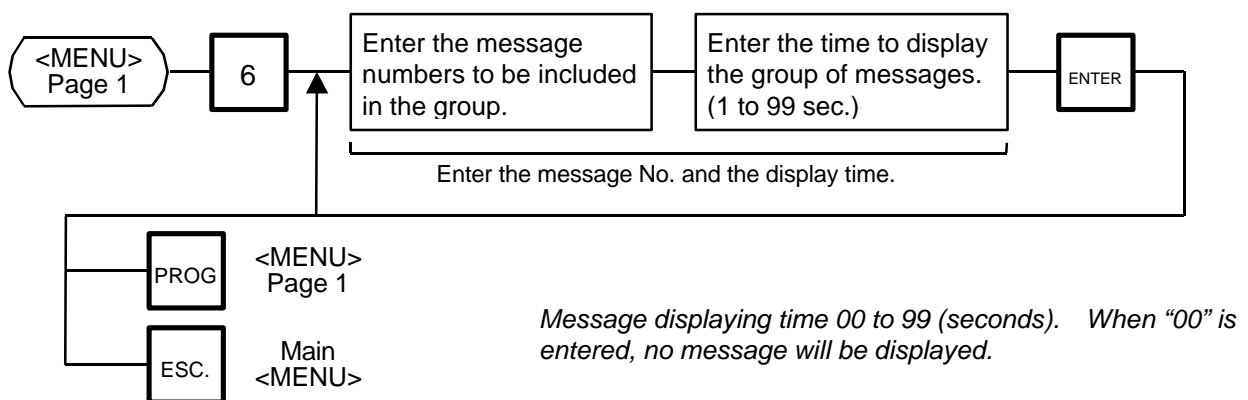 <MENU>
Page 1
6
Enter the message
numbers to be included
in the group.
Enter the time to display
the group of messages.
(1 to 99 sec.)
ENTER
Enter the message No. and the display time.
PROG
<MENU>
Page 1
ESC.
Main
<MENU>
Message displaying time 00 to 99 (seconds). When “00” is
entered, no message will be displayed.